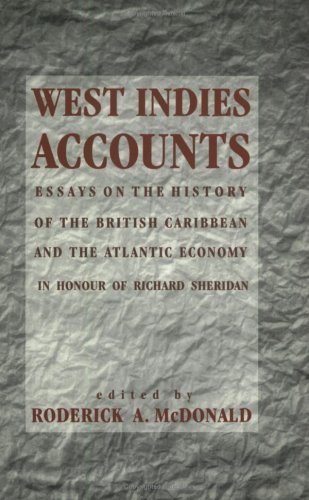 WEST INDIES
ACCOUNTS
ESSAYS ON THE HISTORY
OF THE BRITISH CARIBBEAN
AND THE ATLANTIC ECONOMY
IN HONOUR OF RICHARD SHERIDAN
edited by
RODERICK A. McDONALD